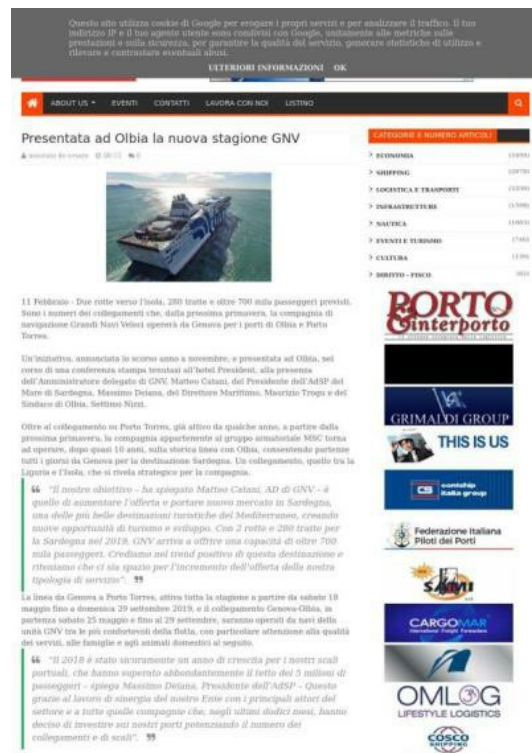 Questo sito utilizza cookie di Google per erogare i propri servizi e per analizzare il traffico. Il tuo
indirizzo IP e il tuo agente utente sono condivisi con Google, unitamente alle metriche sulle
prestazioni e sulla sicurezza, per garantire la qualità del servizio, generare statistiche di utilizzo e
rilevare e contrastare eventuali abusi.
ULTERIORI INFORMAZIONI OK
ABOUT US EVENTI CONTATTI LAVORA CON NOI LISTINO
Presentata ad Olbia la nuova stagione GNV
11 Febbraio - Due rotte verso l'isola, 280 tratte e oltre 700 mila passeggeri previsti.
Sono i numeri dei collegamenti che, dalla prossima primavera, la compagnia di
navigazione Grandi Navi Veloci opererà da Genova per i porti di Olbia e Porto
Torres.
Un'iniziativa, annunciata lo scorso anno a novembre, e presentata ad Olbia, nel
corso di una conferenza stampa tenutasi all'hotel President, alla presenza
dell'Amministratore delegato di GNV, Matteo Catani, del Presidente dell'AdSP del
Mare di Sardegna, Massimo Deiana, del Direttore Marittimo, Maurizio Trogu e del
Sindaco di Olbia, Settimo Nizzi.
Oltre al collegamento su Porto Torres, già attivo da qualche anno, a partire dalla
prossima primavera, la compagnia appartenente al gruppo armatoriale MSC torna
ad operare, dopo quasi 10 anni, sulla storica linea con Olbia, consentendo partenze
tutti i giorni da Genova per la destinazione Sardegna. Un collegamento, quello tra la
Liguria e l'Isola, che si rivela strategico per la compagnia.
"Il nostro obiettivo – ha spiegato Matteo Catani, AD di GNV – è
quello di aumentare l'offerta e portare nuovo mercato in Sardegna,
una delle più belle destinazioni turistiche del Mediterraneo, creando
nuove opportunità di turismo e sviluppo. Con 2 rotte e 280 tratte per
la Sardegna nel 2019, GNV arriva a offrire una capacità di oltre 700
mila passeggeri. Crediamo nel trend positivo di questa destinazione e
riteniamo che ci sia spazio per l'incremento dell'offerta della nostra
tipologia di servizio".
La linea da Genova a Porto Torres, attiva tutta la stagione a partire da sabato 18
maggio fino a domenica 29 settembre 2019, e il collegamento Genova-Olbia, in
partenza sabato 25 maggio e fino al 29 settembre, saranno operati da navi della
unità GNV tra le più confortevoli della flotta, con particolare attenzione alla qualità
dei servizi, alle famiglie e agli animali domestici al seguito.
"Il 2018 è stato sicuramente un anno di crescita per i nostri scali
portuali, che hanno superato abbondantemente il tetto dei 5 milioni di
passeggeri – spiega Massimo Deiana, Presidente dell'AdSP – Questo
grazie al lavoro di sinergia del nostro Ente con i principali attori del
settore e a tutte quelle compagnie che, negli ultimi dodici mesi, hanno
deciso di investire sui nostri porti potenziando il numero dei
collegamenti e di scali".
CATEGORIE E NUMERO ARTICOLI
ECONOMIA
SHIPPING
LOGISTICA E TRASPORTI
INFRASTRUTTURE
NAUTICA
EVENTI E TURISMO
CULTURA
DIRITTO - FISCO
PORTO
&interporto
GRIMALDI GROUP
THIS IS US
contship
italia group
Federazione Italiana
Piloti dei Porti
SAMI
CARGOMAR
International Freight Forwarders
OMLOG
LIFESTYLE LOGISTICS
COSCO
SHIPPING